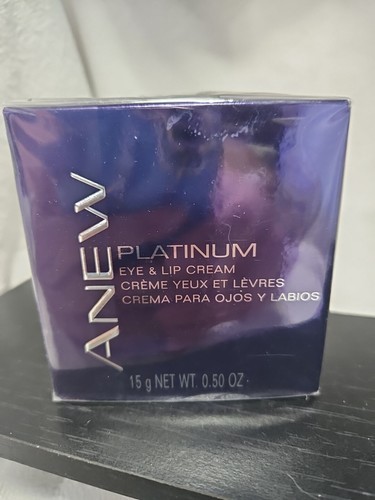 ANEW
PLATINUM
EYE & LIP CREAM
CRÈME YEUX ET LÈVRES
CREMA PARA OJOS Y LABIOS
15 g NET WT. 0.50 OZ.